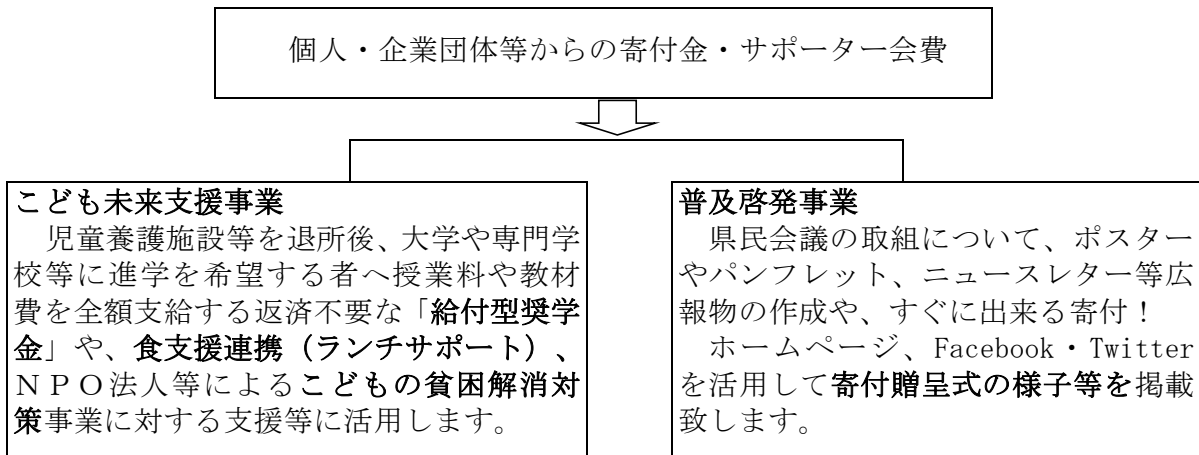 個人・企業団体等からの寄付金・サポーター会費
こども未来支援事業
児童養護施設等を退所後、大学や専門学
校等に進学を希望する者へ授業料や教材
費を全額支給する返済不要な「給付型奨学
金」や、食支援連携（ランチサポート）、
ＮＰＯ法人等によるこどもの貧困解消対
策事業に対する支援等に活用します。
普及啓発事業
県民会議の取組について、ポスター
やパンフレット、ニュースレター等広
報物の作成や、すぐに出来る寄付！
ホームページ、Facebook・Twitter
を活用して寄付贈呈式の様子等を掲載
致します。